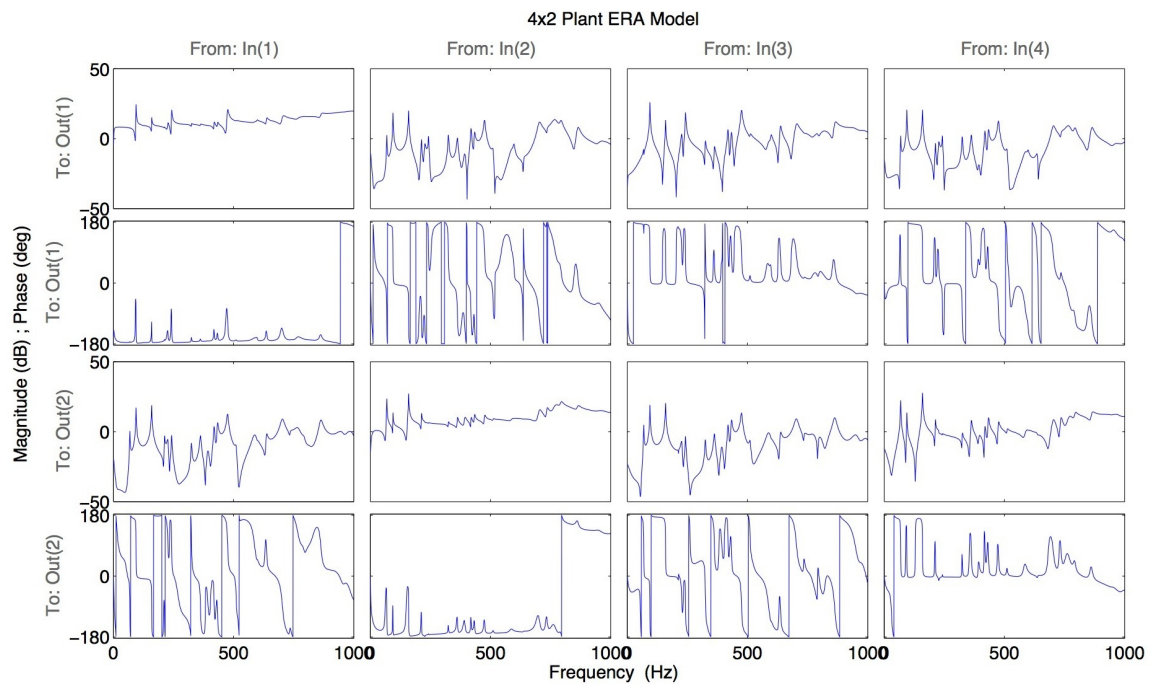 4x2 Plant ERA Model
From: In(1)
From: In(2)
From: In(3)
From: In(4)
Magnitude (dB) ; Phase (deg)
To: Out(1)
50
0
−50
To: Out(1)
180
0
−180
To: Out(2)
50
0
−50
To: Out(2)
180
0
−180
0 500 1000
0 500 1000
0 500 1000
0 500 1000
Frequency (Hz)